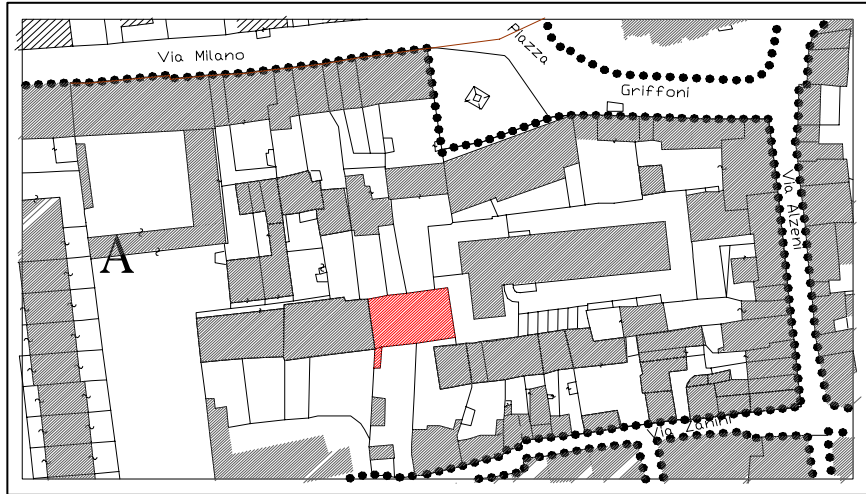 Piazza
Via Milano
Griffoni
Via Alzeni
A
Via Zanini